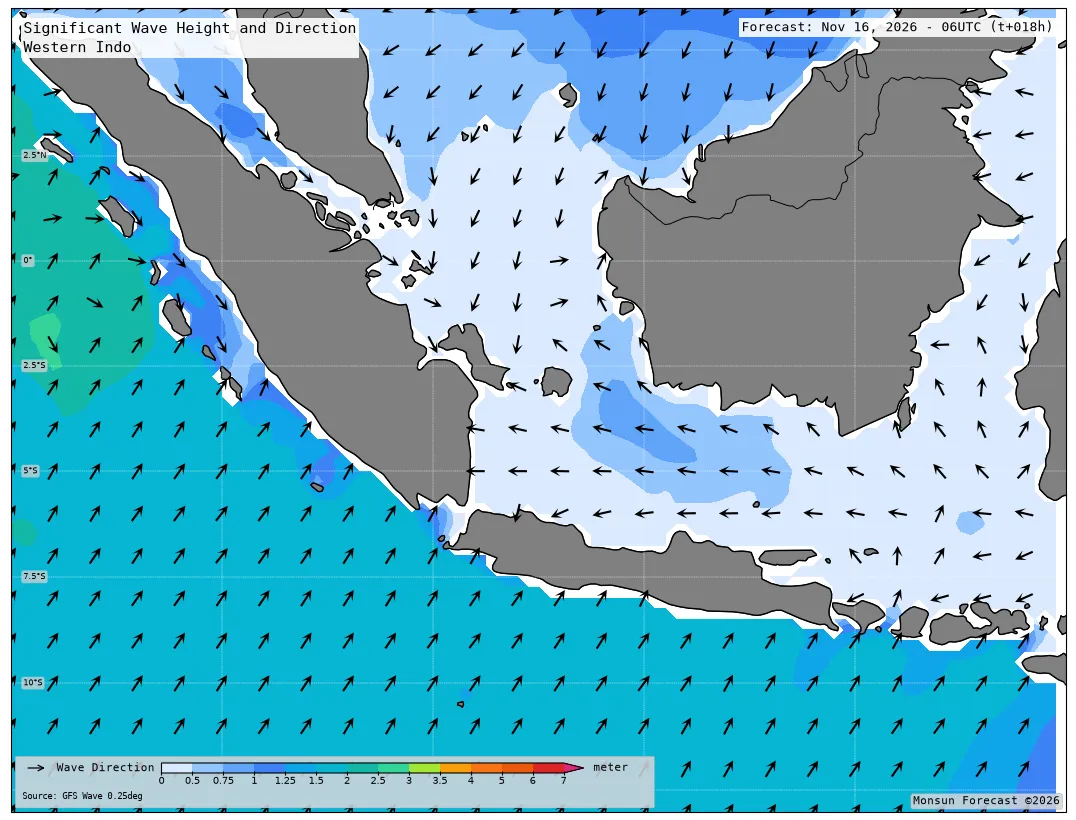 Significant Wave Height and Direction
Western Indo
Forecast: Nov 16, 2026 - 06UTC (t+018h)
2.5°N
0°
2.5°S
5°S
7.5°S
10°S
Wave Direction
0 0.5 0.75 1 1.25 1.5 2 2.5 3 3.5 4 5 6 7
meter
Source: GFS Wave 0.25deg
Monsun Forecast ©2026